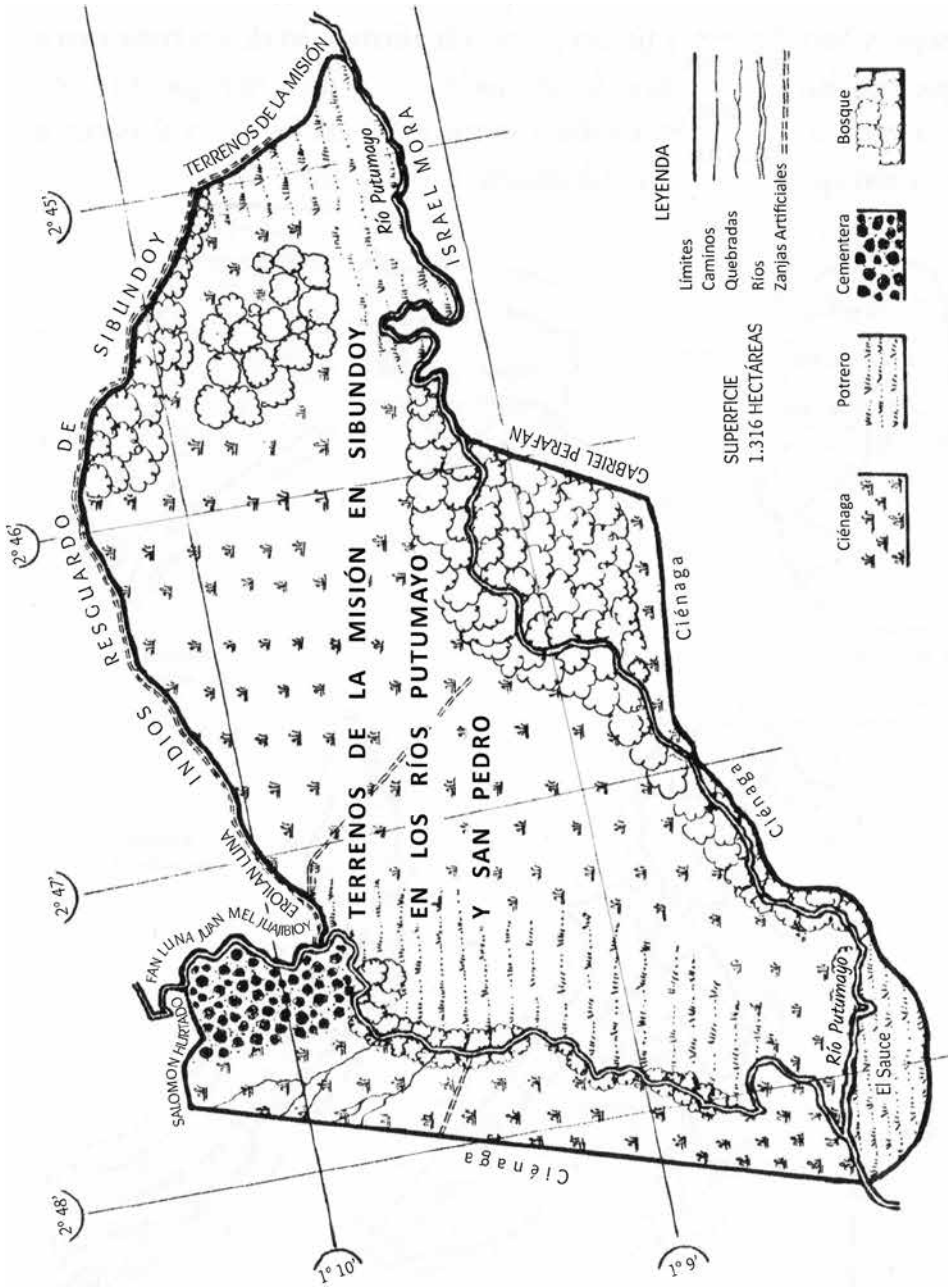 TERRENOS DE LA MISIÓN EN SIBUNDOY
EN LOS RÍOS PUTUMAYO
Y SAN PEDRO
2° 48'
2° 47'
2° 46'
2° 45'
1° 10'
1° 9'
SALOMON HURTADO
FAN LUNA JUAN MEL JUAJIBIOY
EROILAN LUNA
RESGUARDO DE
INDIOS SIBUNDOY
TERRENOS DE LA MISIÓN
Río Putumayo
ISRAEL MORA
GABRIEL PERAFÁN
Ciénaga
Ciénaga
Ciénaga
Río Putumayo
El Sauce
SUPERFICIE
1.316 HECTÁREAS
LEYENDA
Límites
Caminos
Quebradas
Ríos
Zanjas Artificiales
Ciénaga
Potrero
Cementera
Bosque